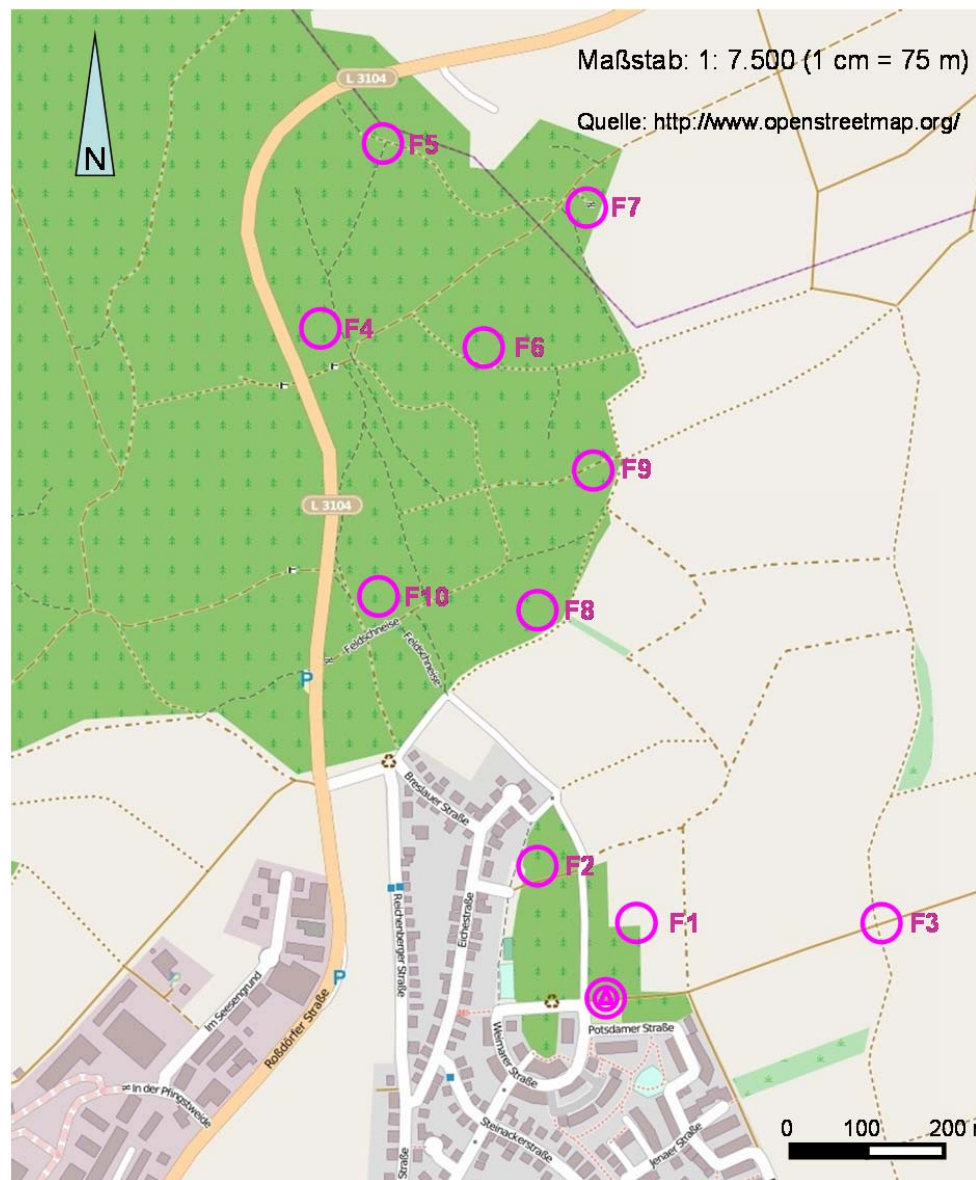 Maßstab: 1: 7.500 (1 cm = 75 m)
L 3104
N
Quelle: http://www.openstreetmap.org/
F5
F7
F4
F6
F9
L 3104
F10
F8
Feldschneise
Feldschneise
P
Breslauer Straße
F2
Reichenberger Straße
Eichestraße
F1
F3
P
Im Seesengrund
Roßdörfer Straße
Potsdamer Straße
Weimarer Straße
In der Pfingstweide
Steinackerstraße
Jenaer Straße
Straße
0 100 200 m